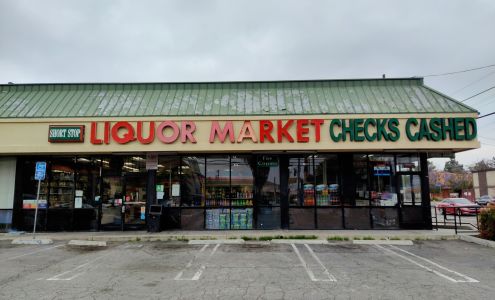 SHORT STOP
LIQUOR MARKET
CHECKS CASHED